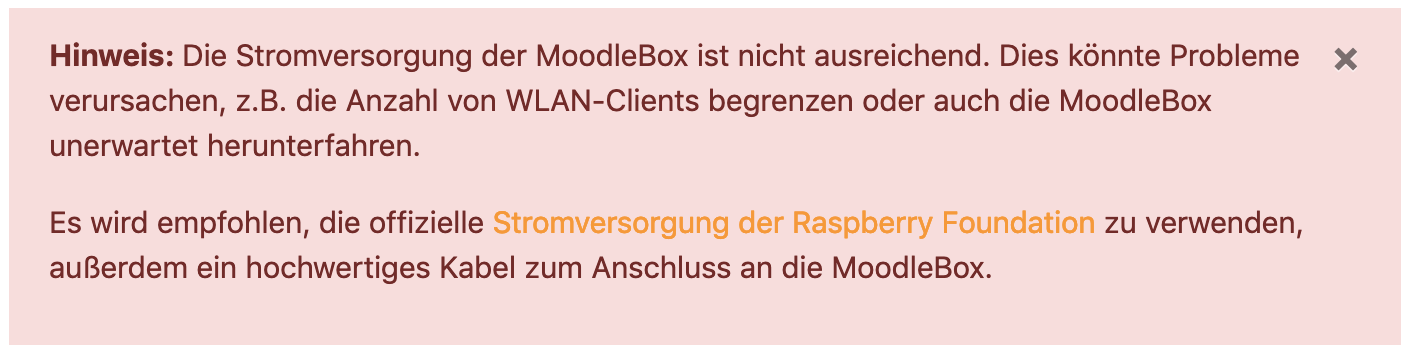 Hinweis: Die Stromversorgung der MoodleBox ist nicht ausreichend. Dies könnte Probleme
verursachen, z.B. die Anzahl von WLAN-Clients begrenzen oder auch die MoodleBox
unerwartet herunterfahren.
Es wird empfohlen, die offizielle Stromversorgung der Raspberry Foundation zu verwenden,
außerdem ein hochwertiges Kabel zum Anschluss an die MoodleBox.